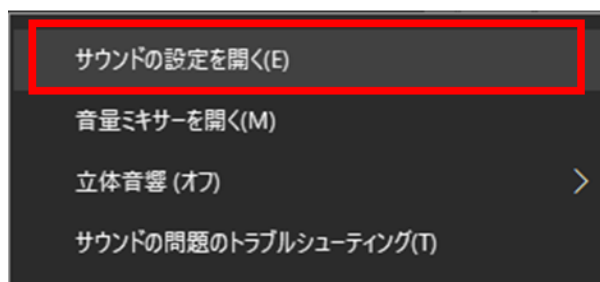 サウンドの設定を開く(E)
音量ミキサーを開く(M)
立体音響 (オフ)
サウンドの問題のトラブルシューティング(T)